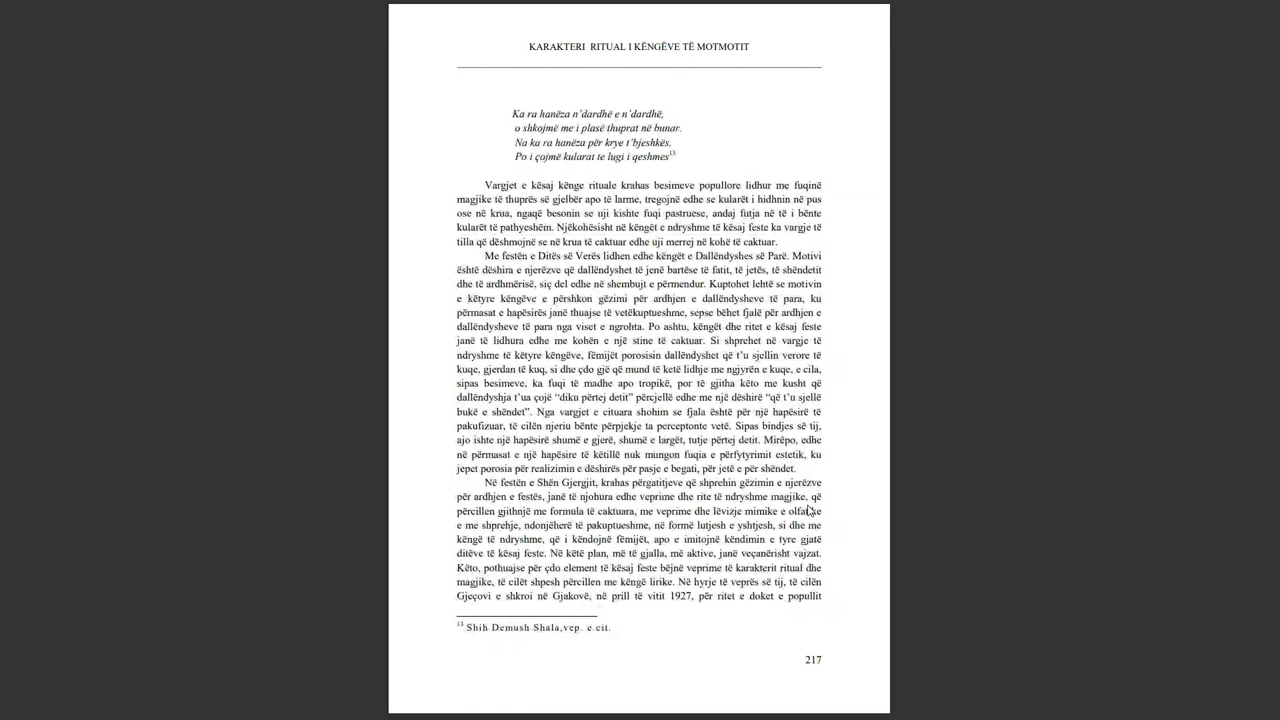 KARAKTERI RITUAL I KËNGËVE TË MOTMOTIT
Ka ra hanëza n'dardhë e n'dardhë,
o shkojmë me i plasë thuprat në bunar.
Na ka ra hanëza për krye t'bjeshkës.
Po i çojmë kularat te lugi i qeshmes13
Vargjet e kësaj kënge rituale krahas besimeve popullore lidhur me fuqinë
magjike të thuprës së gjelbër apo të larme, tregojnë edhe se kularët i hidhnin në pus
ose në krua, ngaqë besonin se uji kishte fuqi pastruese, andaj futja në të i bënte
kularët të pathyeshëm. Njëkohësisht në këngët e ndryshme të kësaj feste ka vargje të
tilla që dëshmojnë se në krua të caktuar edhe uji merrej në kohë të caktuar.
Me festën e Ditës së Verës lidhen edhe këngët e Dallëndyshes së Parë. Motivi
është dëshira e njerëzve që dallëndyshet të jenë bartëse të fatit, të jetës, të shëndetit
dhe të ardhmërisë, siç del edhe në shembujt e përmendur. Kuptohet lehtë se motivin
e këtyre këngëve e përshkon gëzimi për ardhjen e dallëndysheve të para, ku
përmasat e hapësirës janë thuajse të vetëkuptueshme, sepse bëhet fjalë për ardhjen e
dallëndysheve të para nga viset e ngrohta. Po ashtu, këngët dhe ritet e kësaj feste
janë të lidhura edhe me kohën e një stine të caktuar. Si shprehet në vargje të
ndryshme të këtyre këngëve, fëmijët porosisin dallëndyshet që t'u sjellin verore të
kuqe, gjerdan të kuq, si dhe çdo gjë që mund të ketë lidhje me ngjyrën e kuqe, e cila,
sipas besimeve, ka fuqi të madhe apo tropikë, por të gjitha këto me kusht që
dallëndyshja t'ua çojë “diku përtej detit” përcjellë edhe me një dëshirë “që t'u sjellë
bukë e shëndet”. Nga vargjet e cituara shohim se fjala është për një hapësirë të
pakufizuar, të cilën njeriu bënte përpjekje ta perceptonte vetë. Sipas bindjes së tij,
ajo ishte një hapësirë shumë e gjerë, shumë e largët, tutje përtej detit. Mirëpo, edhe
në përmasat e një hapësire të këtillë nuk mungon fuqia e përfytyrimit estetik, ku
jepet porosia për realizimin e dëshirës për pasje e begati, për jetë e për shëndet.
Në festën e Shën Gjergjit, krahas përgatitjeve që shprehin gëzimin e njerëzve
për ardhjen e festës, janë të njohura edhe veprime dhe rite të ndryshme magjike, që
përcillen gjithnjë me formula të caktuara, me veprime dhe lëvizje mimike e olfatike
e me shprehje, ndonjëherë të pakuptueshme, në formë lutjesh e yshtjesh, si dhe me
këngë të ndryshme, që i këndojnë fëmijët, apo e imitojnë këndimin e tyre gjatë
ditëve të kësaj feste. Në këtë plan, më të gjalla, më aktive, janë veçanërisht vajzat.
Këto, pothuajse për çdo element të kësaj feste bëjnë veprime të karakterit ritual dhe
magjike, të cilët shpesh përcillen me këngë lirike. Në hyrje të veprës së tij, të cilën
Gjeçovi e shkroi në Gjakovë, në prill të vitit 1927, për ritet e doket e popullit
13 Shih Demush Shala,vep. e cit.
217